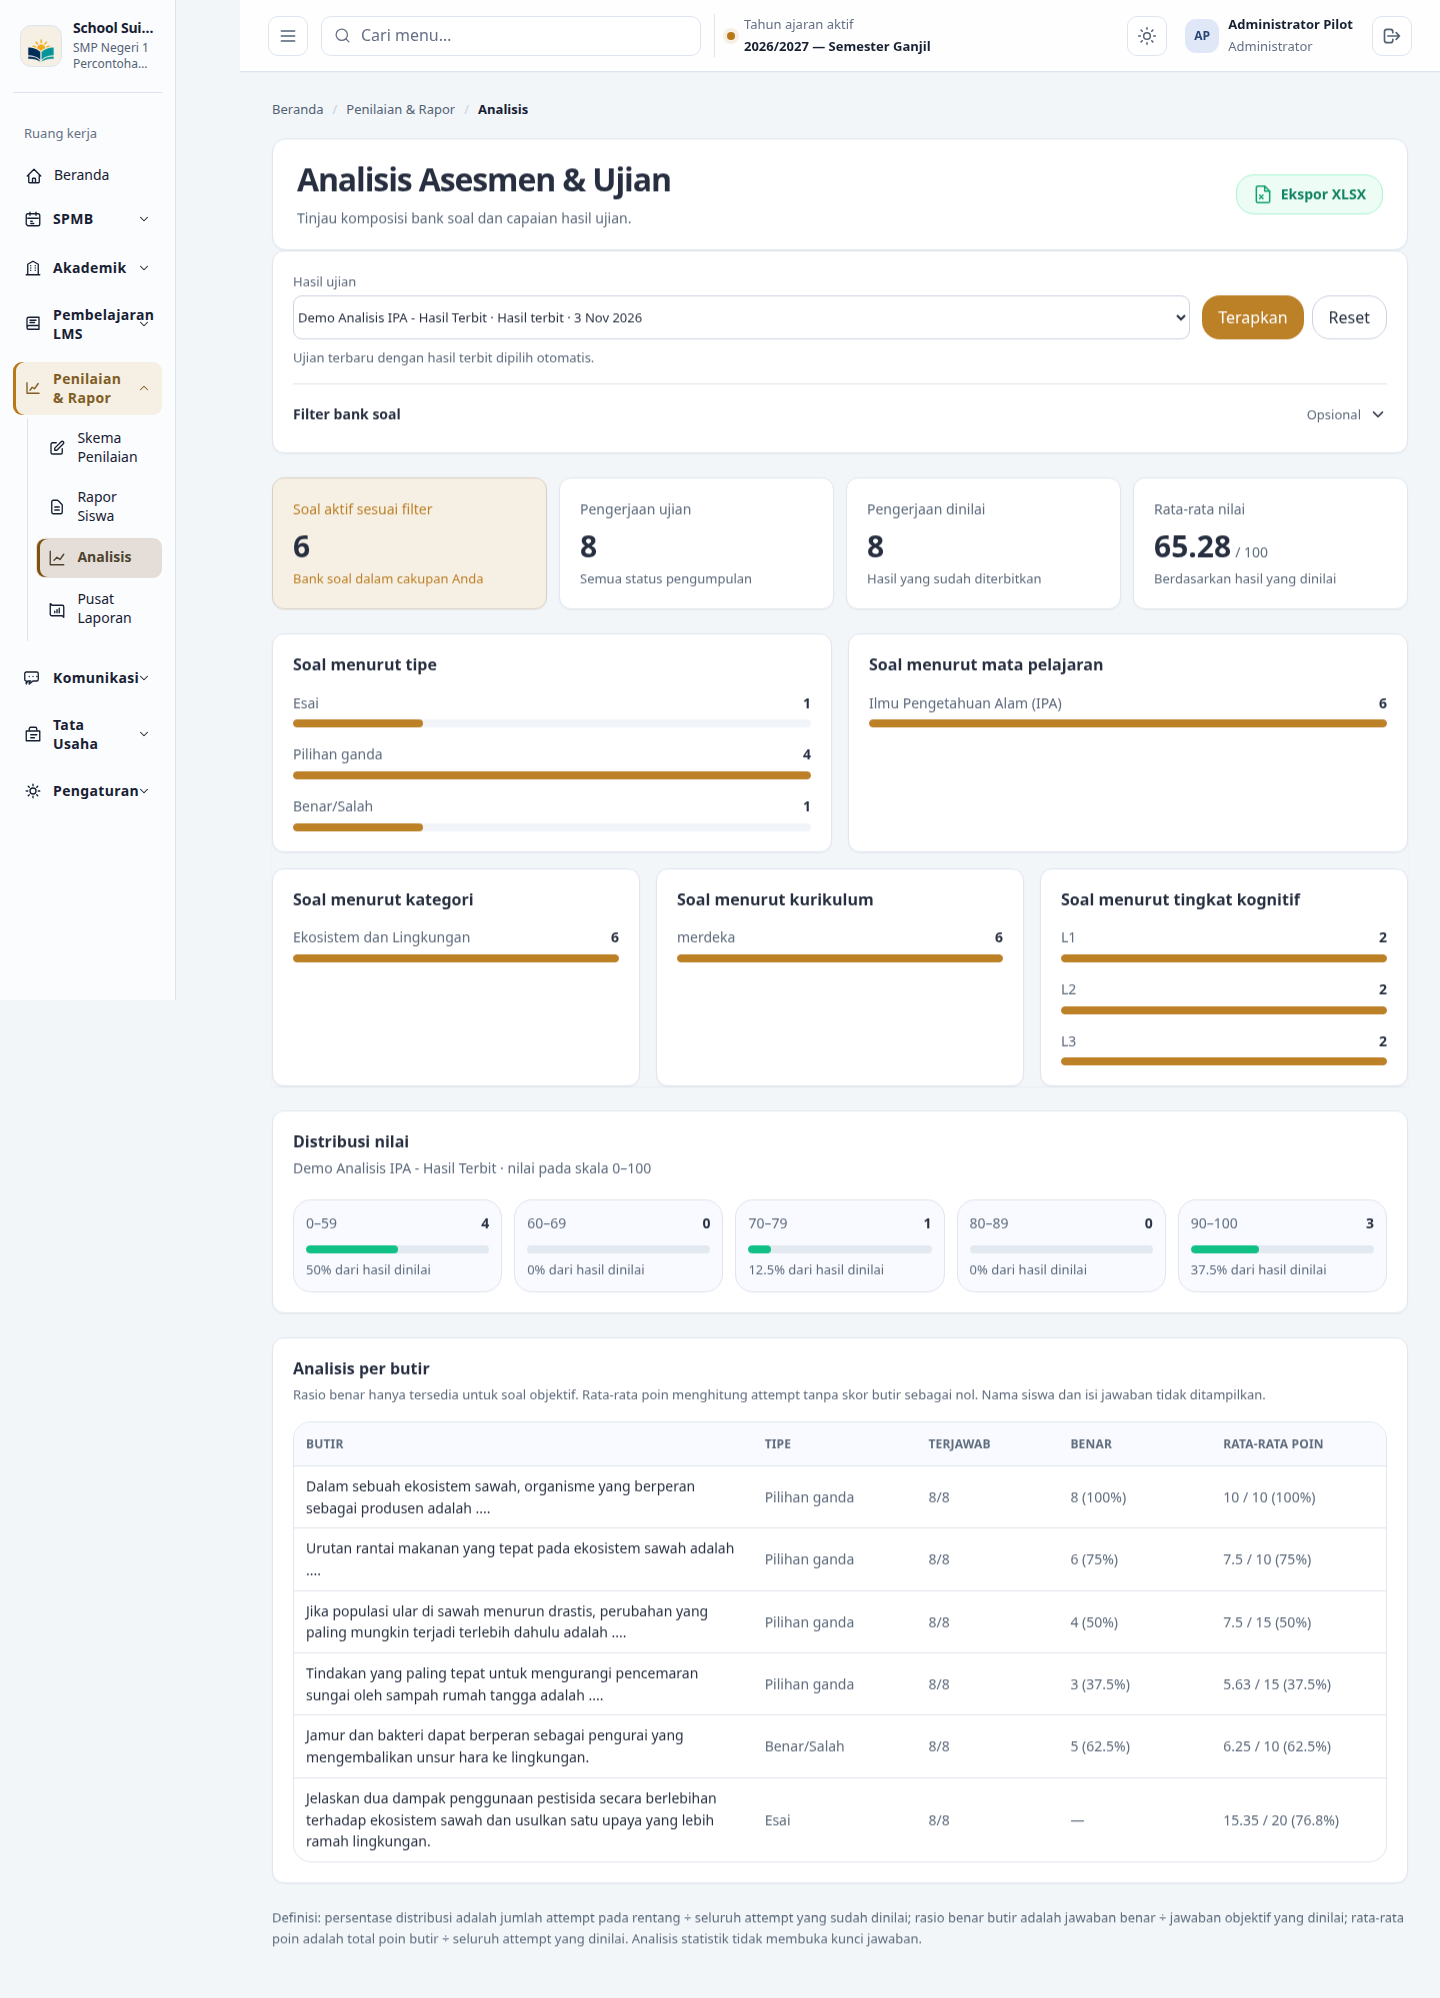 School Sui...
SMP Negeri 1
Percontoha...
Ruang kerja
Beranda
SPMB
Akademik
Pembelajaran
LMS
Penilaian
& Rapor
Skema
Penilaian
Rapor
Siswa
Analisis
Pusat
Laporan
Komunikasi
Tata
Usaha
Pengaturan
Cari menu...
Tahun ajaran aktif
2026/2027 — Semester Ganjil
AP
Administrator Pilot
Administrator
Beranda / Penilaian & Rapor / Analisis
Analisis Asesmen & Ujian
Tinjau komposisi bank soal dan capaian hasil ujian.
Ekspor XLSX
Hasil ujian
Demo Analisis IPA - Hasil Terbit · Hasil terbit · 3 Nov 2026
Terapkan
Reset
Ujian terbaru dengan hasil terbit dipilih otomatis.
Filter bank soal
Opsional
Soal aktif sesuai filter
6
Bank soal dalam cakupan Anda
Pengerjaan ujian
8
Semua status pengumpulan
Pengerjaan dinilai
8
Hasil yang sudah diterbitkan
Rata-rata nilai
65.28 / 100
Berdasarkan hasil yang dinilai
Soal menurut tipe
Esai 1
Pilihan ganda 4
Benar/Salah 1
Soal menurut mata pelajaran
Ilmu Pengetahuan Alam (IPA) 6
Soal menurut kategori
Ekosistem dan Lingkungan 6
Soal menurut kurikulum
merdeka 6
Soal menurut tingkat kognitif
L1 2
L2 2
L3 2
Distribusi nilai
Demo Analisis IPA - Hasil Terbit · nilai pada skala 0–100
0–59 4
50% dari hasil dinilai
60–69 0
0% dari hasil dinilai
70–79 1
12.5% dari hasil dinilai
80–89 0
0% dari hasil dinilai
90–100 3
37.5% dari hasil dinilai
Analisis per butir
Rasio benar hanya tersedia untuk soal objektif. Rata-rata poin menghitung attempt tanpa skor butir sebagai nol. Nama siswa dan isi jawaban tidak ditampilkan.
BUTIR TIPE TERJAWAB BENAR RATA-RATA POIN
Dalam sebuah ekosistem sawah, organisme yang berperan
sebagai produsen adalah ....
Pilihan ganda 8/8 8 (100%) 10 / 10 (100%)
Urutan rantai makanan yang tepat pada ekosistem sawah adalah
....
Pilihan ganda 8/8 6 (75%) 7.5 / 10 (75%)
Jika populasi ular di sawah menurun drastis, perubahan yang
paling mungkin terjadi terlebih dahulu adalah ....
Pilihan ganda 8/8 4 (50%) 7.5 / 15 (50%)
Tindakan yang paling tepat untuk mengurangi pencemaran
sungai oleh sampah rumah tangga adalah ....
Pilihan ganda 8/8 3 (37.5%) 5.63 / 15 (37.5%)
Jamur dan bakteri dapat berperan sebagai pengurai yang
mengembalikan unsur hara ke lingkungan.
Benar/Salah 8/8 5 (62.5%) 6.25 / 10 (62.5%)
Jelaskan dua dampak penggunaan pestisida secara berlebihan
terhadap ekosistem sawah dan usulkan satu upaya yang lebih
ramah lingkungan.
Esai 8/8 — 15.35 / 20 (76.8%)
Definisi: persentase distribusi adalah jumlah attempt pada rentang ÷ seluruh attempt yang sudah dinilai; rasio benar butir adalah jawaban benar ÷ jawaban objektif yang dinilai; rata-rata
poin adalah total poin butir ÷ seluruh attempt yang dinilai. Analisis statistik tidak membuka kunci jawaban.